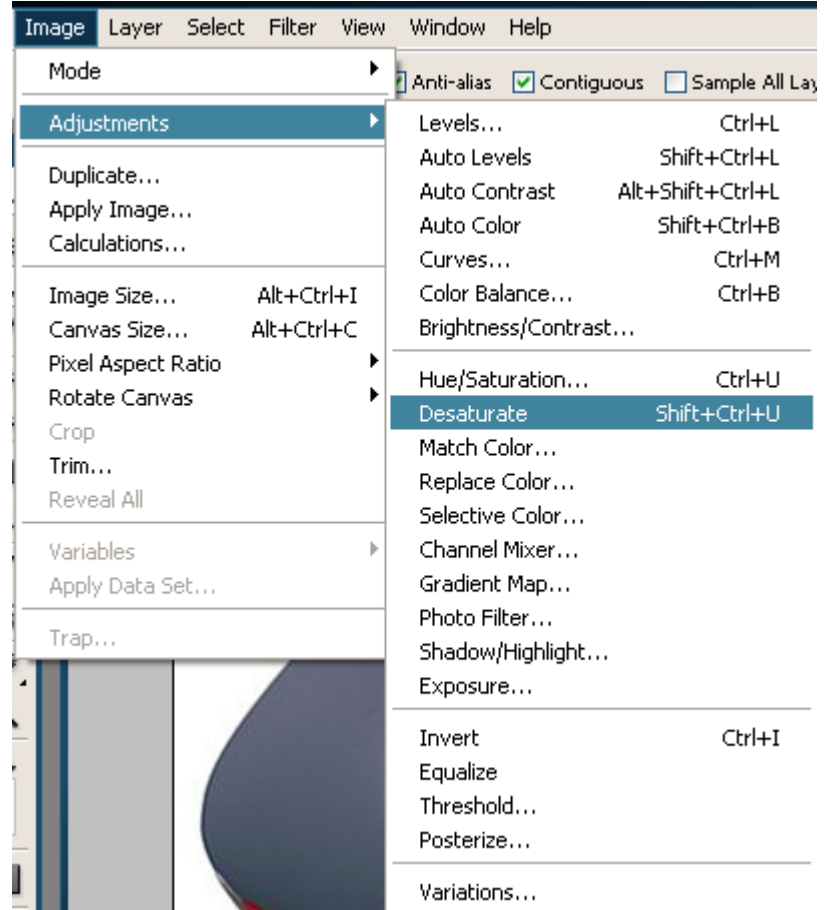 Image Layer Select Filter View Window Help
Anti-alias Contiguous Sample All Lay
Mode
Adjustments
Duplicate...
Apply Image...
Calculations...
Image Size... Alt+Ctrl+I
Canvas Size... Alt+Ctrl+C
Pixel Aspect Ratio
Rotate Canvas
Crop
Trim...
Reveal All
Variables
Apply Data Set...
Trap...
Levels... Ctrl+L
Auto Levels Shift+Ctrl+L
Auto Contrast Alt+Shift+Ctrl+L
Auto Color Shift+Ctrl+B
Curves... Ctrl+M
Color Balance... Ctrl+B
Brightness/Contrast...
Hue/Saturation... Ctrl+U
Desaturate Shift+Ctrl+U
Match Color...
Replace Color...
Selective Color...
Channel Mixer...
Gradient Map...
Photo Filter...
Shadow/Highlight...
Exposure...
Invert Ctrl+I
Equalize
Threshold...
Posterize...
Variations...